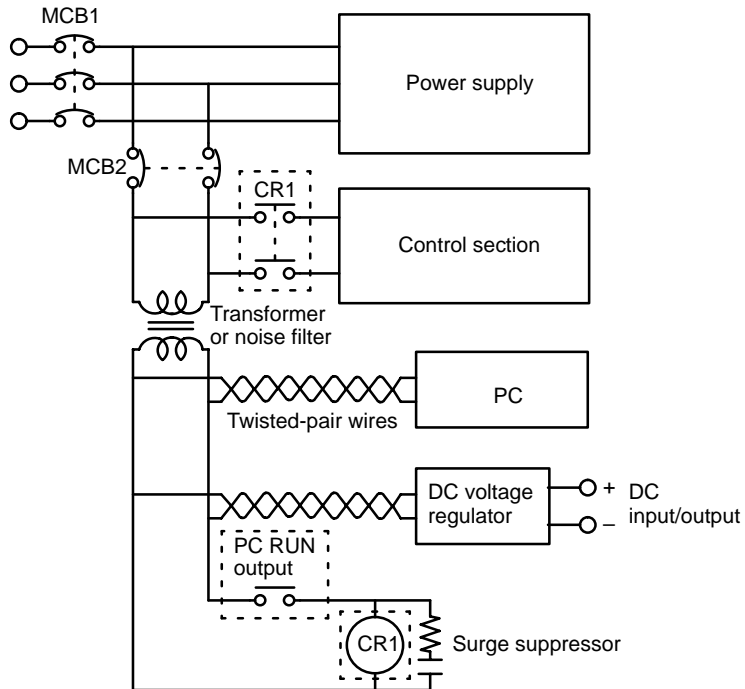 MCB1
Power supply
MCB2
CR1
Control section
Transformer
or noise filter
PC
Twisted-pair wires
DC voltage
regulator
+
–
DC
input/output
PC RUN
output
CR1
Surge suppressor